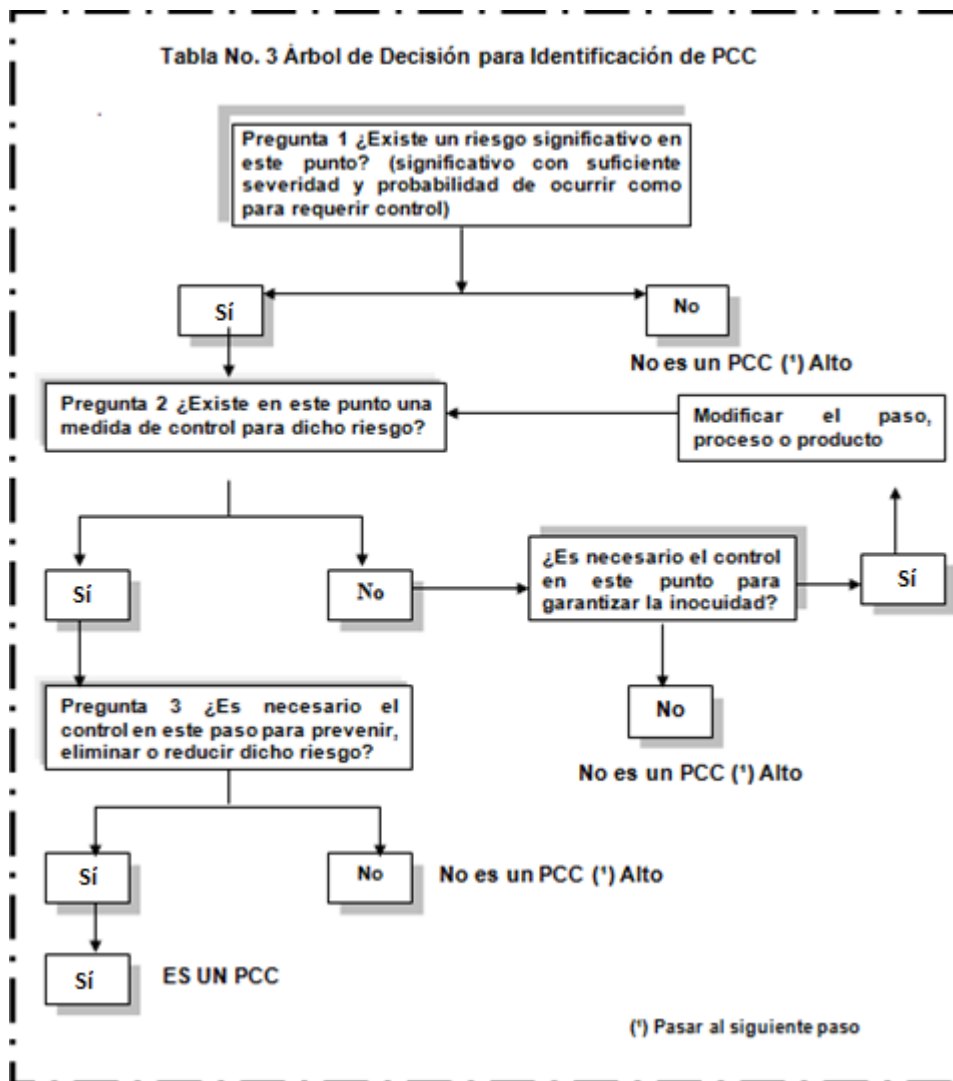 Tabla No. 3 Árbol de Decisión para Identificación de PCC
Pregunta 1 ¿Existe un riesgo significativo en
este punto? (significativo con suficiente
severidad y probabilidad de ocurrir como
para requerir control)
Sí
No
No es un PCC (¹) Alto
Pregunta 2 ¿Existe en este punto una
medida de control para dicho riesgo?
Modificar el paso,
proceso o producto
Sí
No
¿Es necesario el control
en este punto para
garantizar la inocuidad?
Sí
No
No es un PCC (¹) Alto
Pregunta 3 ¿Es necesario el
control en este paso para prevenir,
eliminar o reducir dicho riesgo?
Sí
No
No es un PCC (¹) Alto
Sí
ES UN PCC
(¹) Pasar al siguiente paso